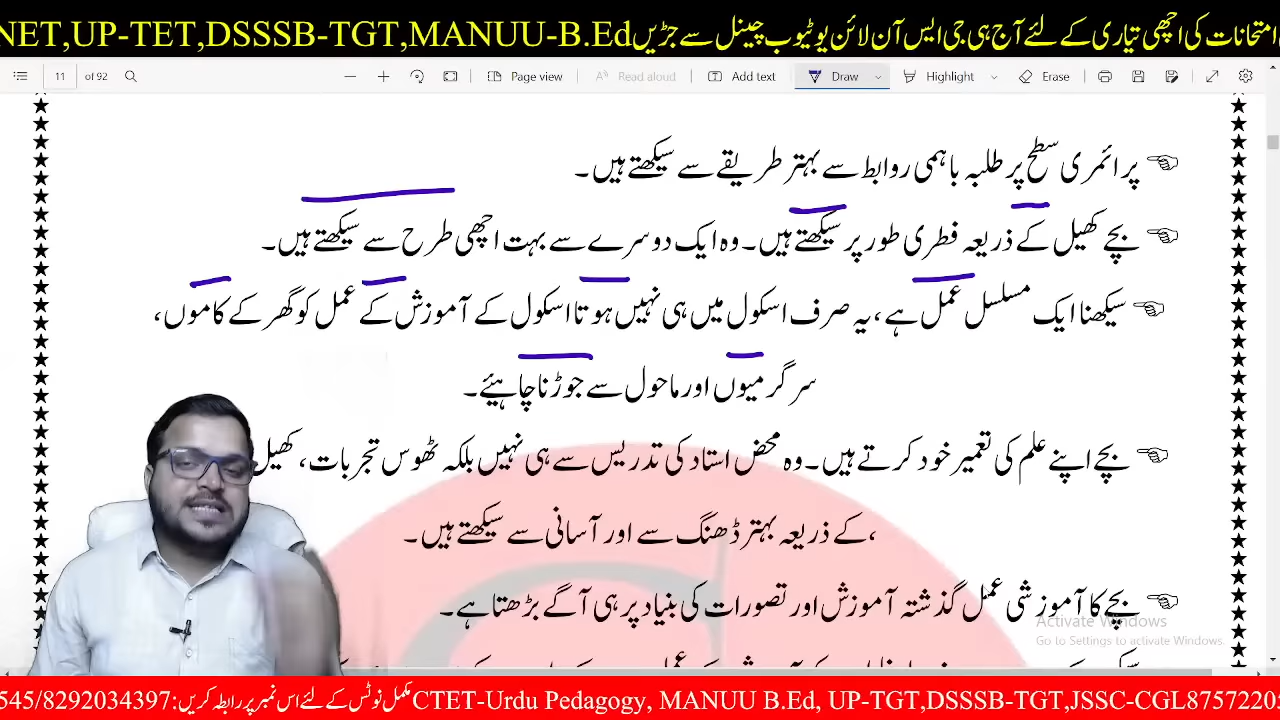 امتحانات کی اچھی تیاری کے لئے آج ہی جی ایس آن لائن یوٹیوب چینل سے جڑیں NET,UP-TET,DSSSB-TGT,MANUU-B.Ed
11 of 92 Page view Read aloud Add text Draw Highlight Erase
پرائمری سطح پر طلبہ باہمی روابط سے بہتر طریقے سے سیکھتے ہیں۔
بچے کھیل کے ذریعہ فطری طور پر سیکھتے ہیں۔ وہ ایک دوسرے سے بہت اچھی طرح سے سیکھتے ہیں۔
سیکھنا ایک مسلسل عمل ہے، یہ صرف اسکول میں ہی نہیں ہوتا اسکول کے آموزش کے عمل کو گھر کے کاموں،
سرگرمیوں اور ماحول سے جوڑنا چاہیئے۔
بچے اپنے علم کی تعمیر خود کرتے ہیں۔ وہ محض استاد کی تدریس سے ہی نہیں بلکہ ٹھوس تجربات، کھیل
،کے ذریعہ بہتر ڈھنگ سے اور آسانی سے سیکھتے ہیں۔
بچے کا آموزشی عمل گذشتہ آموزش اور تصورات کی بنیاد پر ہی آگے بڑھتا ہے۔
Activate Windows
Go to Settings to activate Windows.
545/8292034397:مکمل نوٹس کے لئے اس نمبر پر رابطہ کریں CTET-Urdu Pedagogy, MANUU B.Ed, UP-TGT,DSSSB-TGT,JSSC-CGL875722